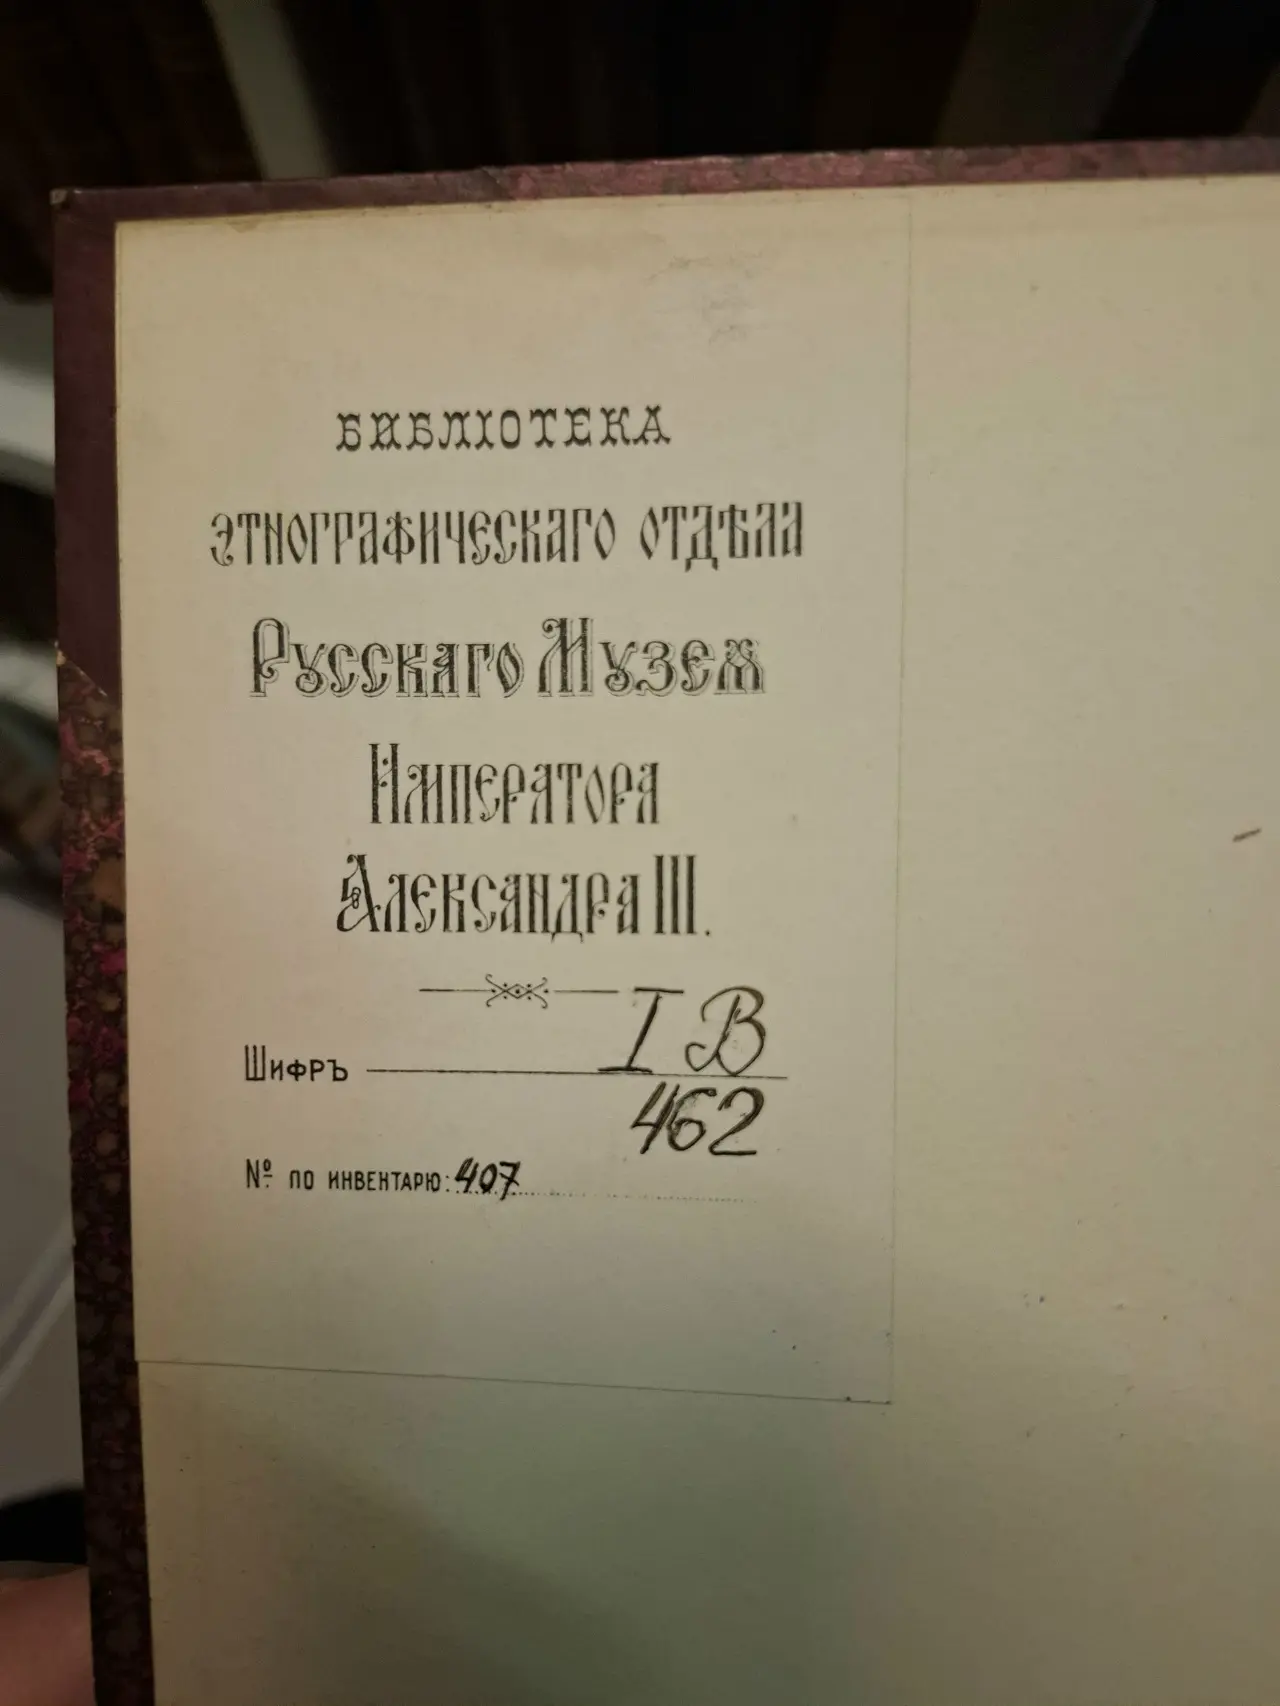 БИБЛІОТЕКА
ЭТНОГРАФИЧЕСКАГО ОТДѢЛА
РУССКАГО МУЗЕЯ
ИМПЕРАТОРА
АЛЕКСАНДРА III.
ШИФРЪ I B
462
№ ПО ИНВЕНТАРЮ: 407